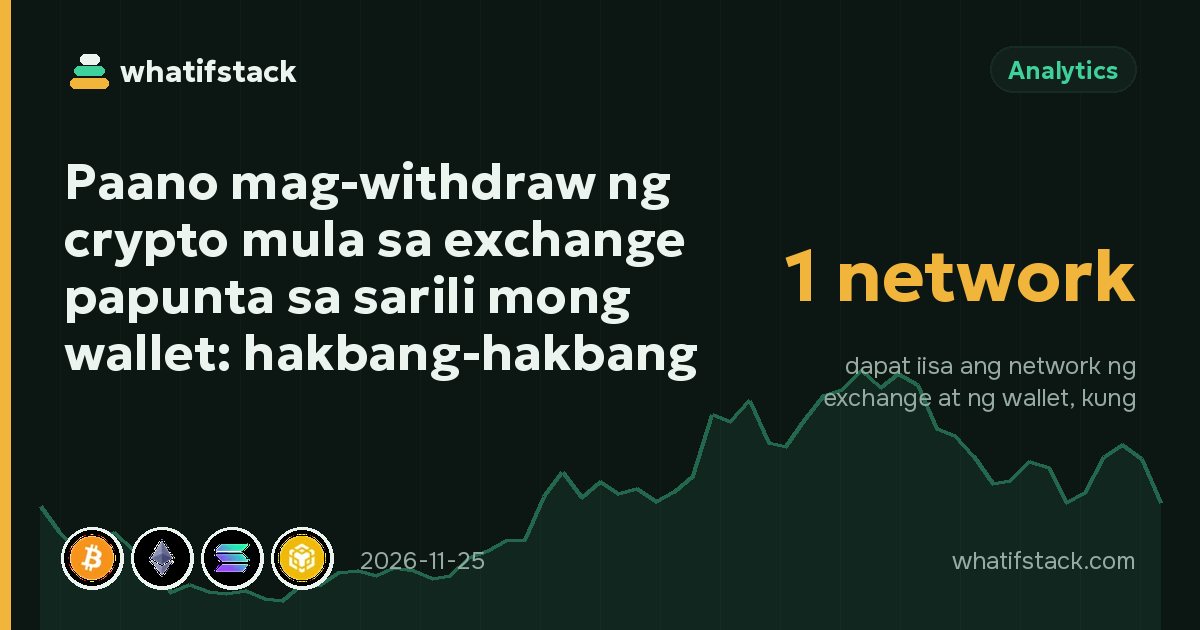 whatifstack
Analytics
Paano mag-withdraw ng
crypto mula sa exchange
papunta sa sarili mong
wallet: hakbang-hakbang
1 network
dapat iisa ang network ng
exchange at ng wallet, kung
2026-11-25
whatifstack.com